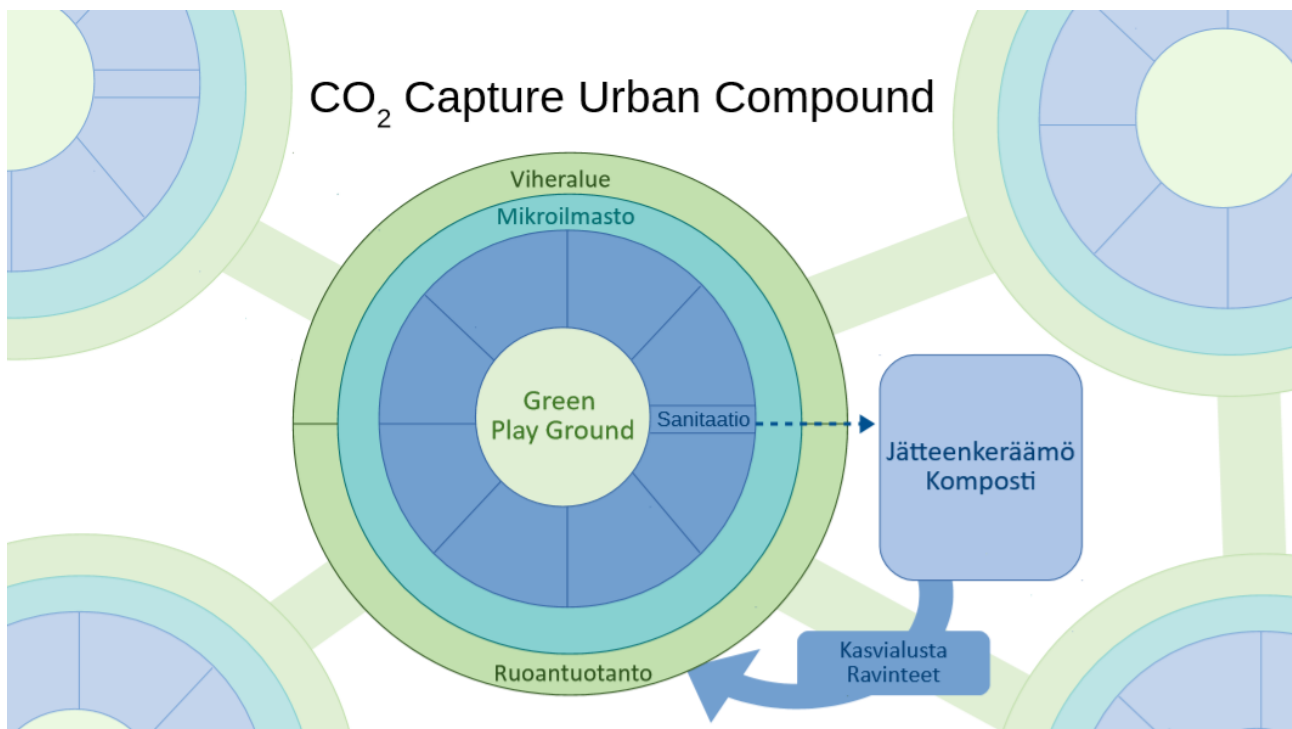 CO₂ Capture Urban Compound
Viheralue
Mikroilmasto
Green
Play Ground
Sanitaatio
Jätteenkeräämö
Komposti
Kasvialusta
Ravinteet
Ruoantuotanto